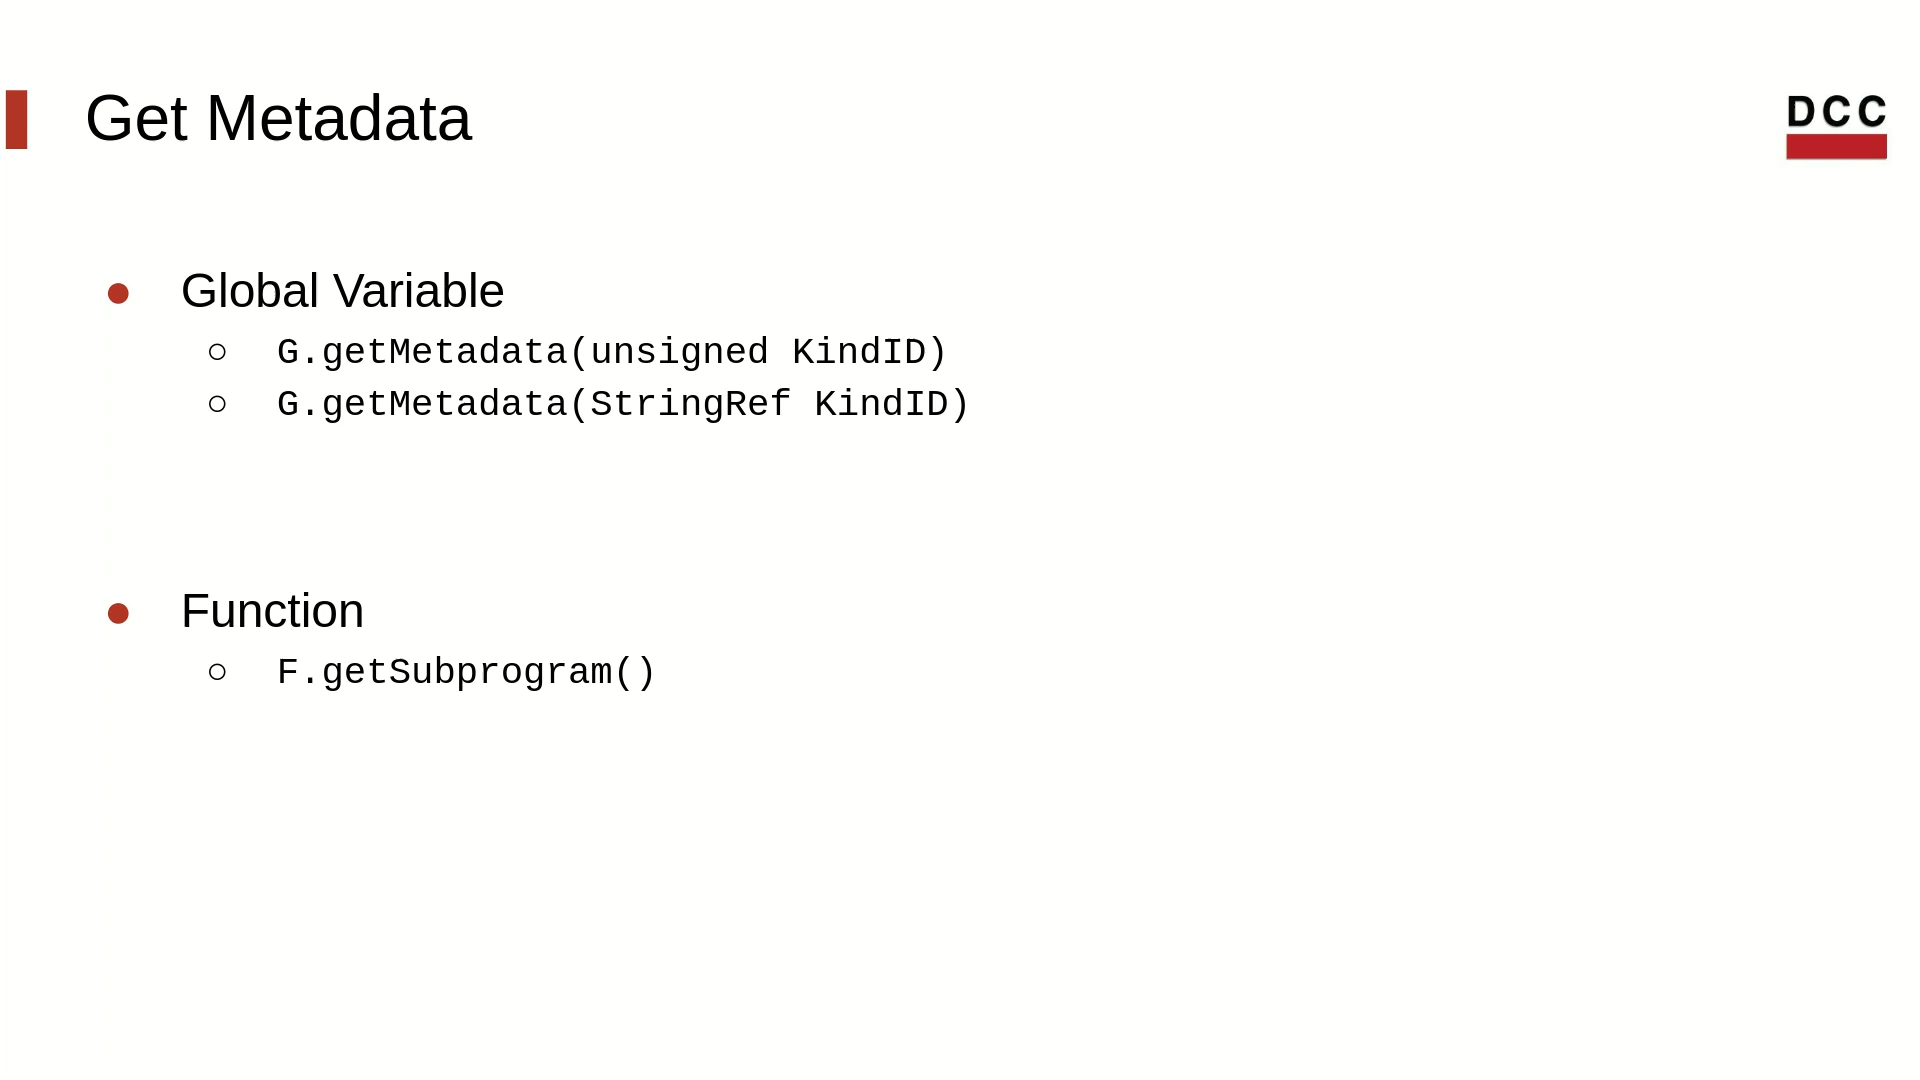 Get Metadata
DCC
● Global Variable
○ G.getMetadata(unsigned KindID)
○ G.getMetadata(StringRef KindID)
● Function
○ F.getSubprogram()